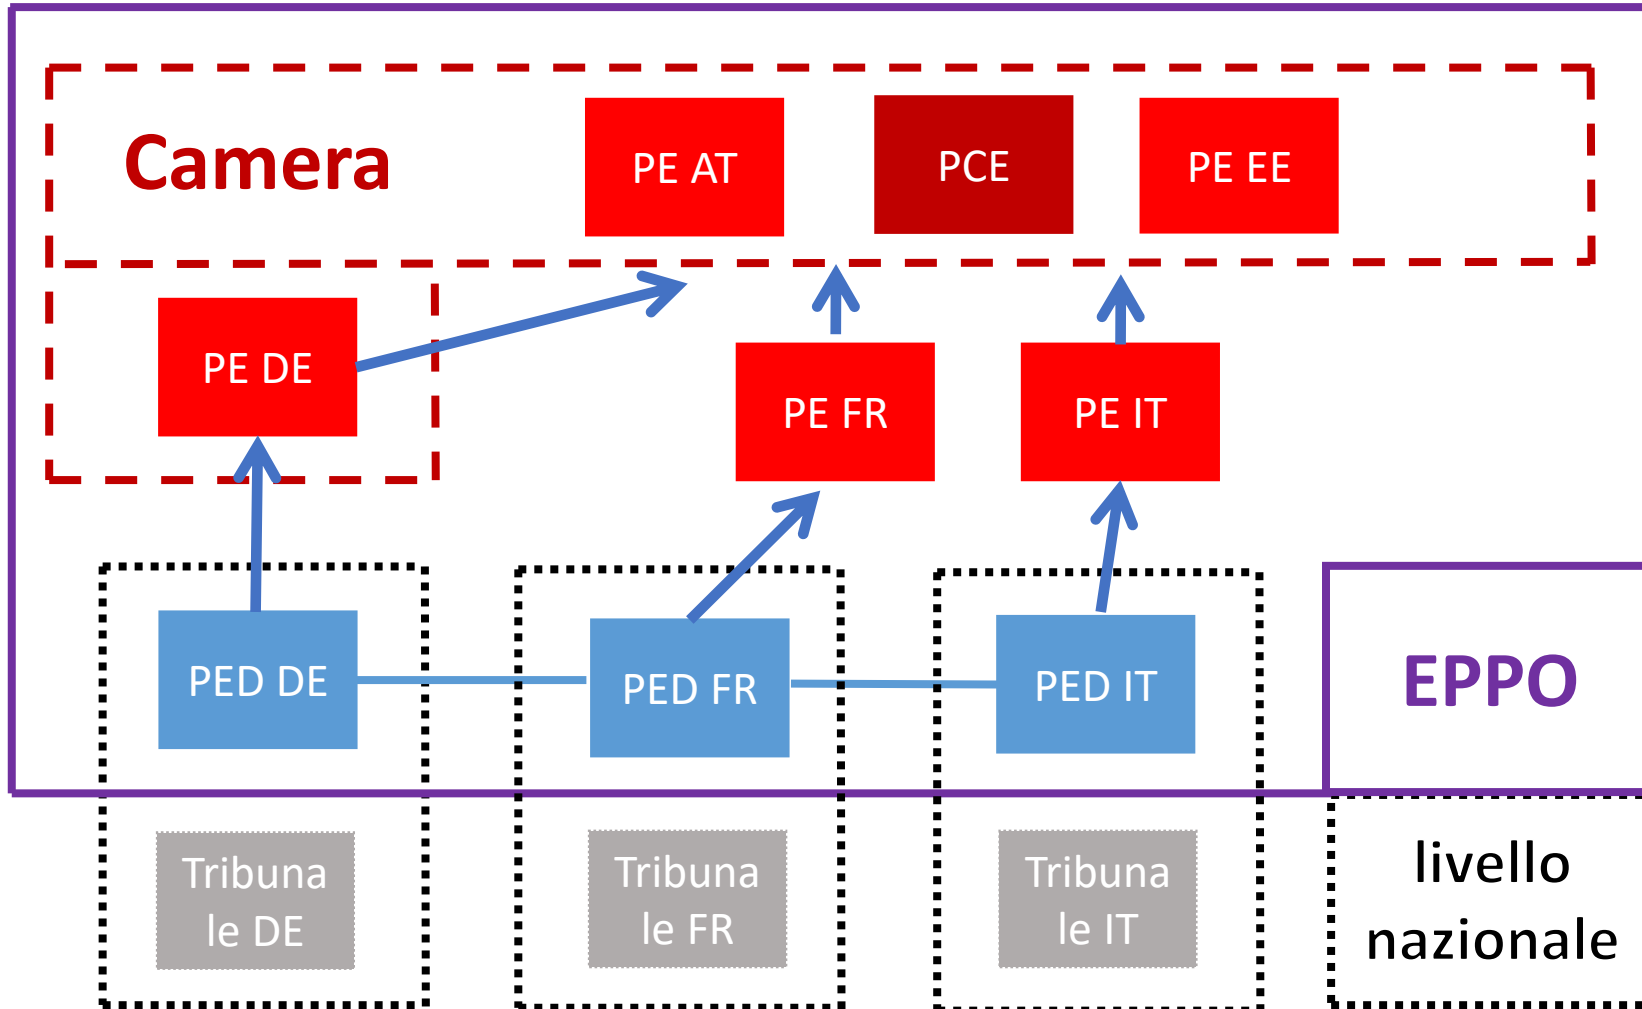 Camera
PE AT
PCE
PE EE
PE DE
PE FR
PE IT
PED DE
PED FR
PED IT
EPPO
Tribuna
le DE
Tribuna
le FR
Tribuna
le IT
livello
nazionale